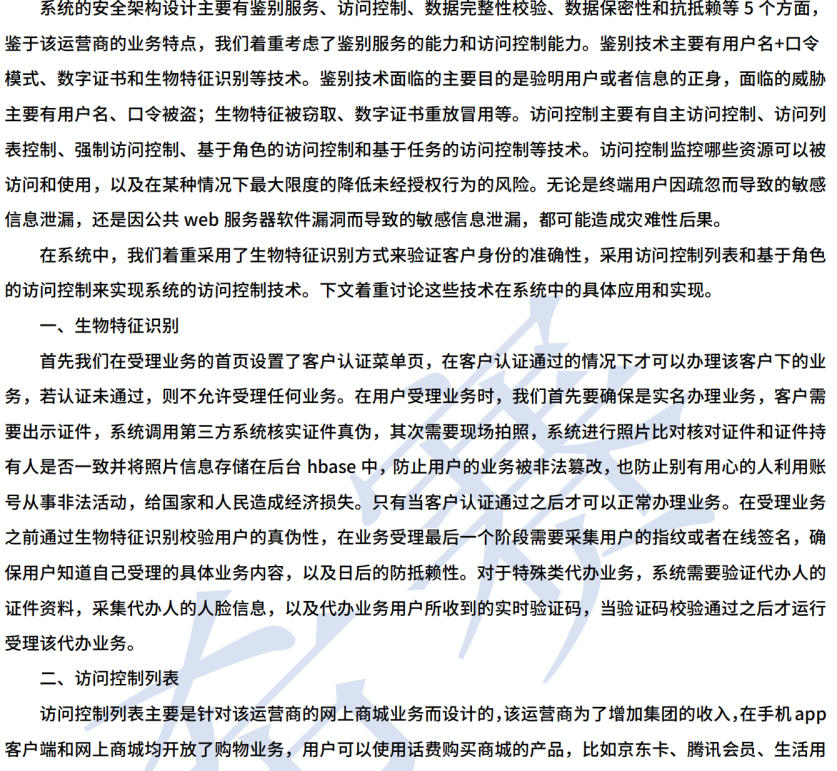 系统的安全架构设计主要有鉴别服务、访问控制、数据完整性校验、数据保密性和抗抵赖等 5 个方面，
鉴于该运营商的业务特点，我们着重考虑了鉴别服务的能力和访问控制能力。鉴别技术主要有用户名+口令
模式、数字证书和生物特征识别等技术。鉴别技术面临的主要目的是验明用户或者信息的正身，面临的威胁
主要有用户名、口令被盗；生物特征被窃取、数字证书重放冒用等。访问控制主要有自主访问控制、访问列
表控制、强制访问控制、基于角色的访问控制和基于任务的访问控制等技术。访问控制监控哪些资源可以被
访问和使用，以及在某种情况下最大限度的降低未经授权行为的风险。无论是终端用户因疏忽而导致的敏感
信息泄漏，还是因公共 web 服务器软件漏洞而导致的敏感信息泄漏，都可能造成灾难性后果。
在系统中，我们着重采用了生物特征识别方式来验证客户身份的准确性，采用访问控制列表和基于角色
的访问控制来实现系统的访问控制技术。下文着重讨论这些技术在系统中的具体应用和实现。
一、生物特征识别
首先我们在受理业务的首页设置了客户认证菜单页，在客户认证通过的情况下才可以办理该客户下的业
务，若认证未通过，则不允许受理任何业务。在用户受理业务时，我们首先要确保是实名办理业务，客户需
要出示证件，系统调用第三方系统核实证件真伪，其次需要现场拍照，系统进行照片比对核对证件和证件持
有人是否一致并将照片信息存储在后台 hbase 中，防止用户的业务被非法篡改，也防止别有用心的人利用账
号从事非法活动，给国家和人民造成经济损失。只有当客户认证通过之后才可以正常办理业务。在受理业务
之前通过生物特征识别校验用户的真伪性，在业务受理最后一个阶段需要采集用户的指纹或者在线签名，确
保用户知道自己受理的具体业务内容，以及日后的防抵赖性。对于特殊类代办业务，系统需要验证代办人的
证件资料，采集代办人的人脸信息，以及代办业务用户所收到的实时验证码，当验证码校验通过之后才运行
受理该代办业务。
二、访问控制列表
访问控制列表主要是针对该运营商的网上商城业务而设计的，该运营商为了增加集团的收入，在手机 app
客户端和网上商城均开放了购物业务，用户可以使用话费购买商城的产品，比如京东卡、腾讯会员、生活用